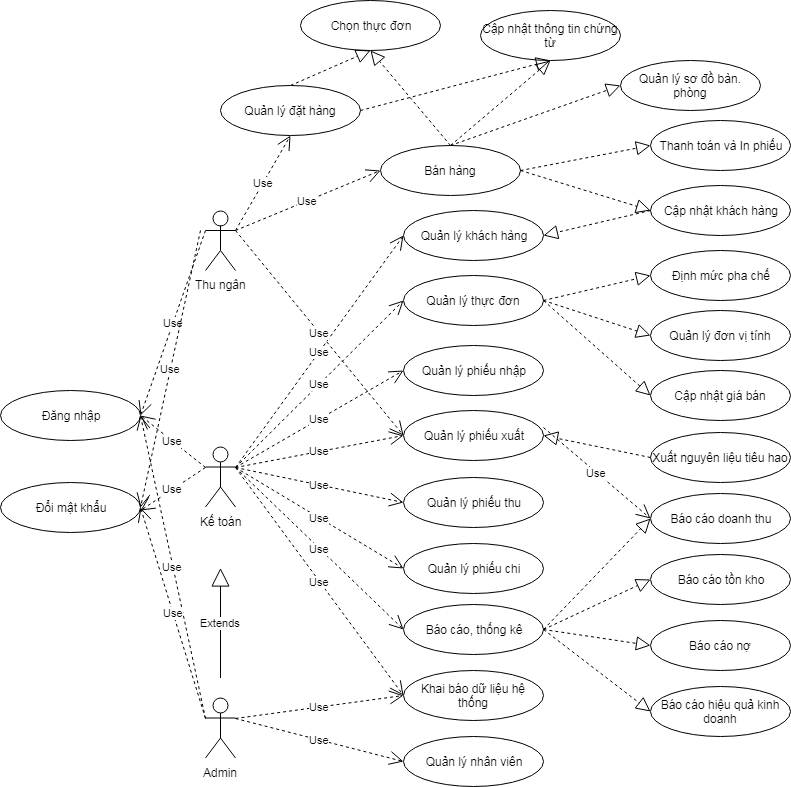 Chọn thực đơn
Cập nhật thông tin chứng
từ
Quản lý sơ đồ bàn.
phòng
Quản lý đặt hàng
Thanh toán và In phiếu
Bán hàng
Use
Use
Cập nhật khách hàng
Quản lý khách hàng
Thu ngân
Định mức pha chế
Quản lý thực đơn
Use
Use
Quản lý đơn vị tính
Use
Use
Quản lý phiếu nhập
Use
Cập nhật giá bán
Đăng nhập
Use
Use
Quản lý phiếu xuất
Use
Xuất nguyên liệu tiêu hao
Use
Use
Use
Đổi mật khẩu
Quản lý phiếu thu
Kế toán
Use
Báo cáo doanh thu
Use
Use
Quản lý phiếu chi
Use
Báo cáo tồn kho
Use
Extends
Báo cáo, thống kê
Báo cáo nợ
Khai báo dữ liệu hệ
thống
Use
Báo cáo hiệu quả kinh
doanh
Use
Quản lý nhân viên
Admin